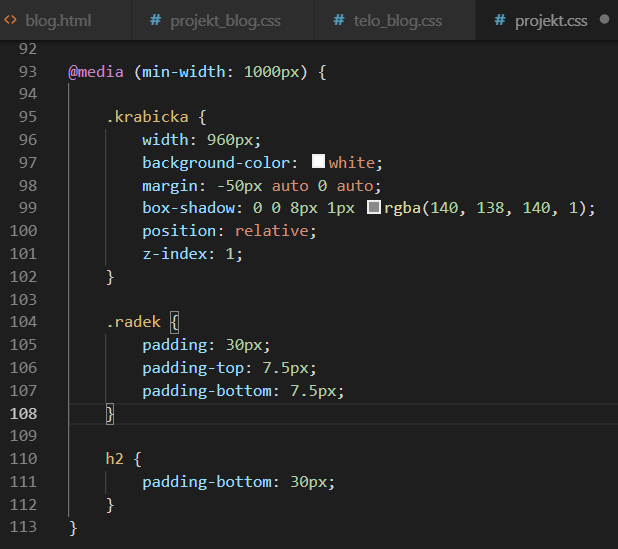 <> blog.html # projekt_blog.css # telo_blog.css # projekt.css
92
93 @media (min-width: 1000px) {
94
95 .krabicka {
96 width: 960px;
97 background-color: white;
98 margin: -50px auto 0 auto;
99 box-shadow: 0 0 8px 1px rgba(140, 138, 140, 1);
100 position: relative;
101 z-index: 1;
102 }
103
104 .radek {
105 padding: 30px;
106 padding-top: 7.5px;
107 padding-bottom: 7.5px;
108 }
109
110 h2 {
111 padding-bottom: 30px;
112 }
113 }